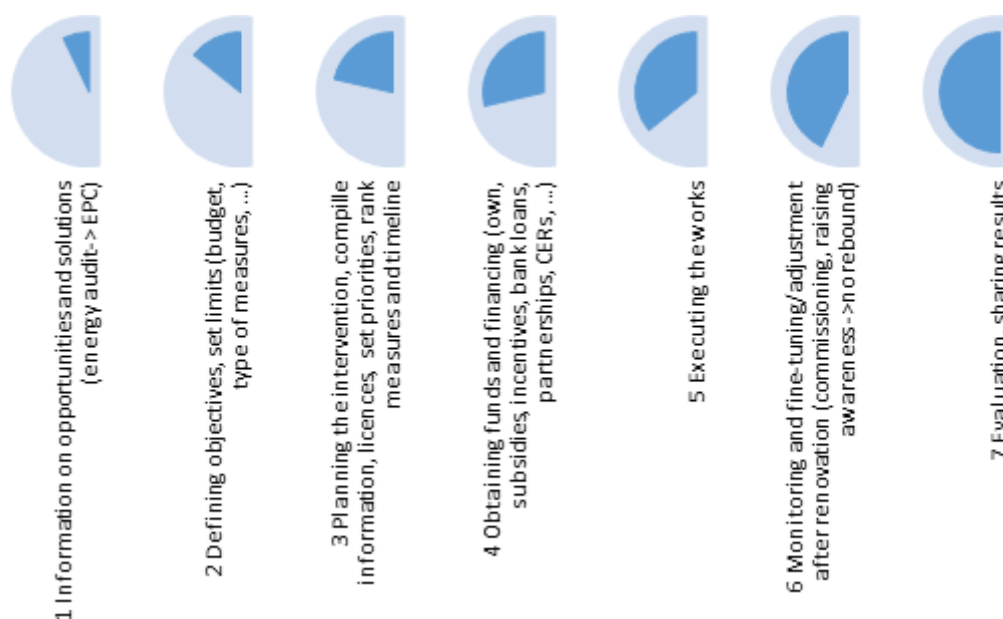 1 Information on opportunities and solutions
(energy audit-> EPC)
2 Defining objectives, set limits (budget,
type of measures, ...)
3 Planning the intervention, compille
information, licences, set priorities, rank
measures and timeline
4 Obtaining funds and financing (own,
subsidies, incentives, bank loans,
partnerships, CERs, ...)
5 Executing the works
6 Monitoring and fine-tuning/adjustment
after renovation (commissioning, raising
awareness->no rebound)
7 Evaluation, sharing results